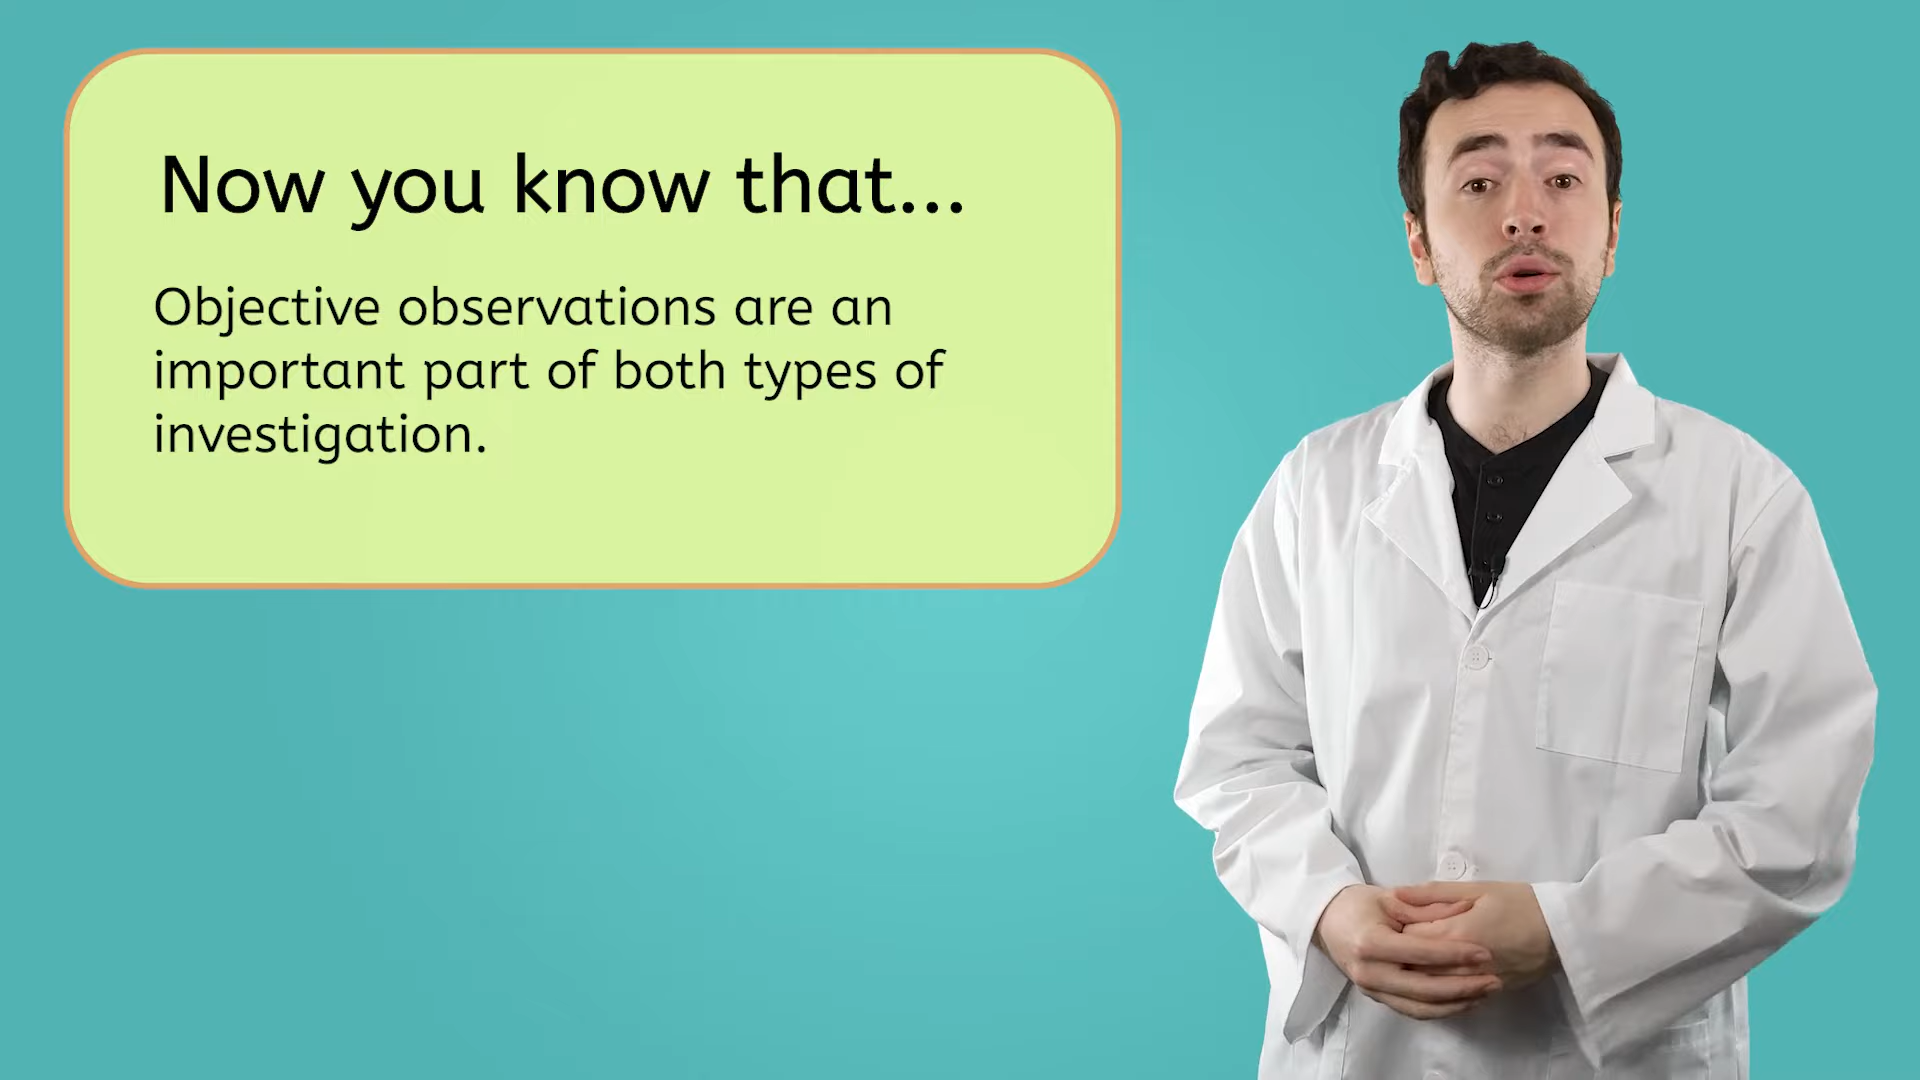 Now you know that...
Objective observations are an
important part of both types of
investigation.